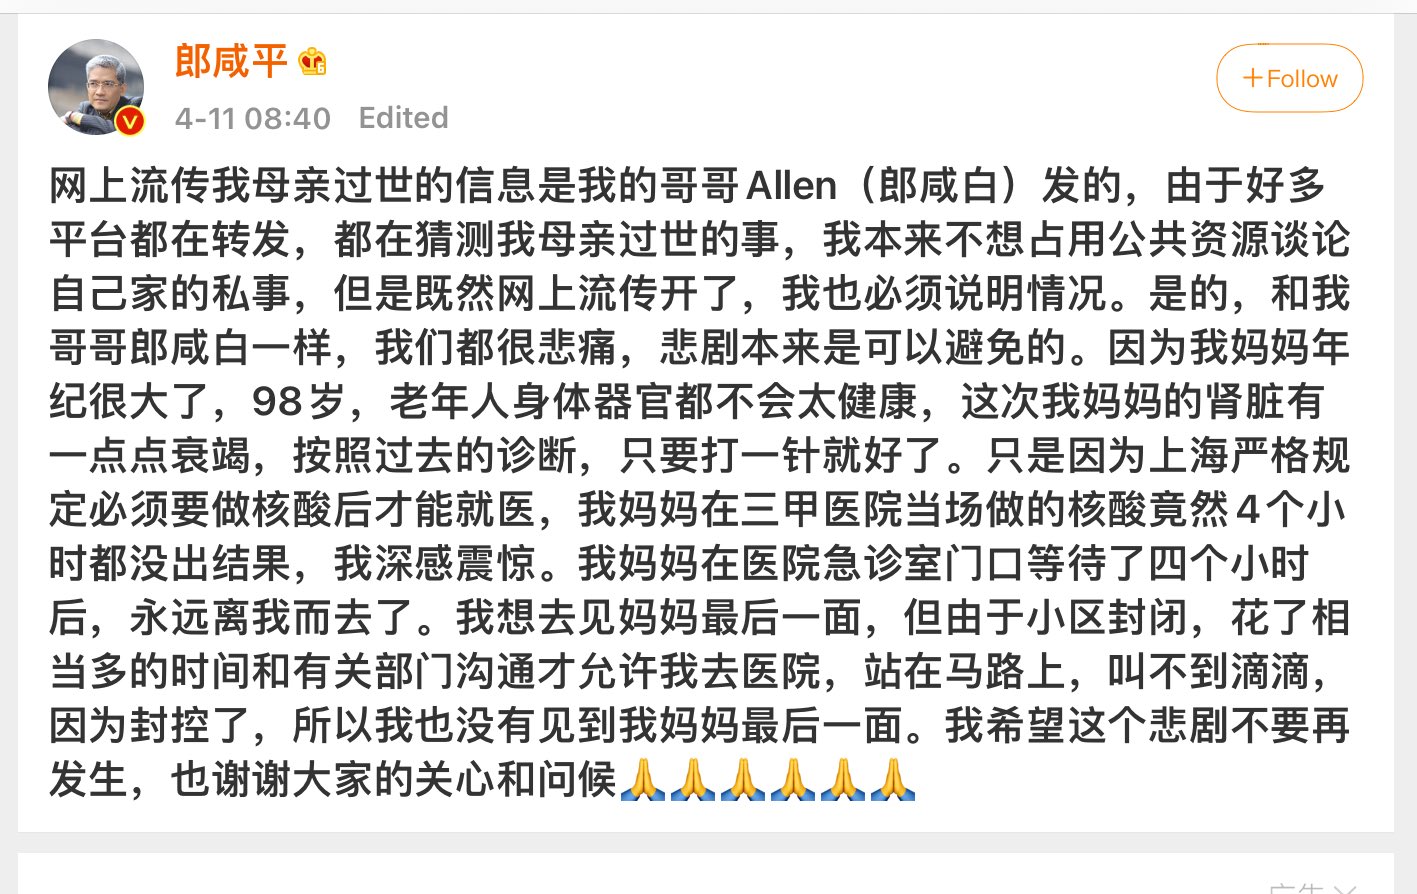 郎咸平
4-11 08:40 Edited
+Follow
网上流传我母亲过世的信息是我的哥哥Allen（郎咸白）发的，由于好多
平台都在转发，都在猜测我母亲过世的事，我本来不想占用公共资源谈论
自己家的私事，但是既然网上流传开了，我也必须说明情况。是的，和我
哥哥郎咸白一样，我们都很悲痛，悲剧本来是可以避免的。因为我妈妈年
纪很大了，98岁，老年人身体器官都不会太健康，这次我妈妈的肾脏有
一点点衰竭，按照过去的诊断，只要打一针就好了。只是因为上海严格规
定必须要做核酸后才能就医，我妈妈在三甲医院当场做的核酸竟然4个小
时都没出结果，我深感震惊。我妈妈在医院急诊室门口等待了四个小时
后，永远离我而去了。我想去见妈妈最后一面，但由于小区封闭，花了相
当多的时间和有关部门沟通才允许我去医院，站在马路上，叫不到滴滴，
因为封控了，所以我也没有见到我妈妈最后一面。我希望这个悲剧不要再
发生，也谢谢大家的关心和问候🙏🙏🙏🙏🙏🙏
广告